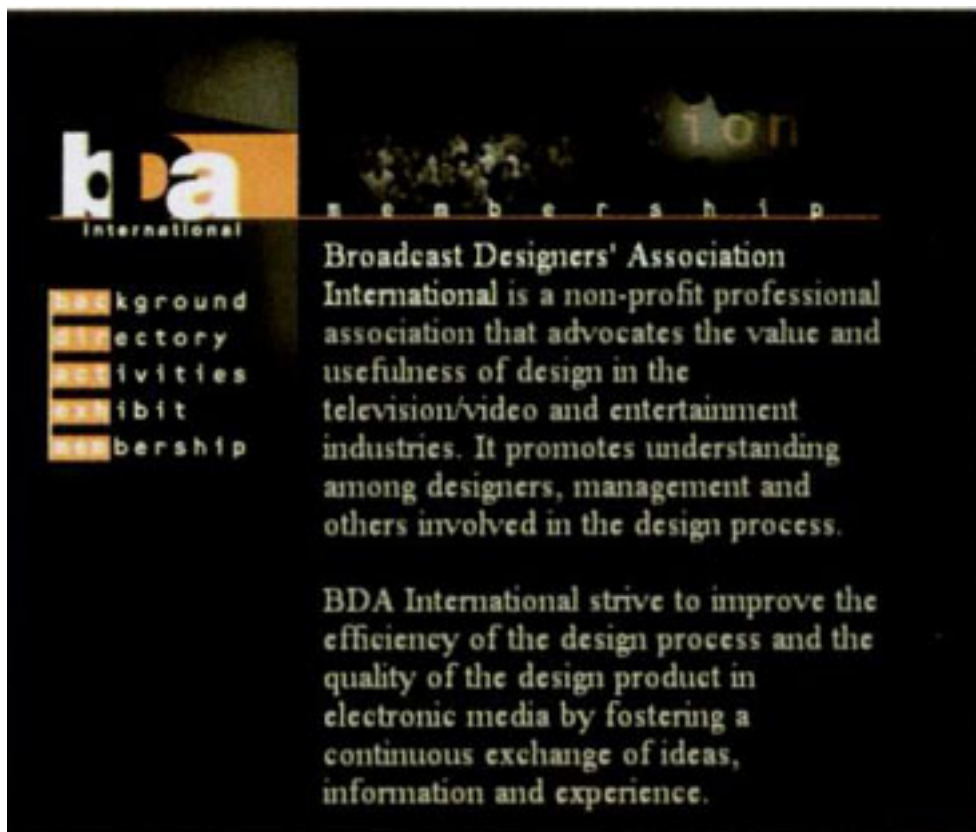 bDa
international
ion
membership
background
directory
activities
exhibit
membership
Broadcast Designers' Association
International is a non-profit professional
association that advocates the value and
usefulness of design in the
television/video and entertainment
industries. It promotes understanding
among designers, management and
others involved in the design process.
BDA International strive to improve the
efficiency of the design process and the
quality of the design product in
electronic media by fostering a
continuous exchange of ideas,
information and experience.